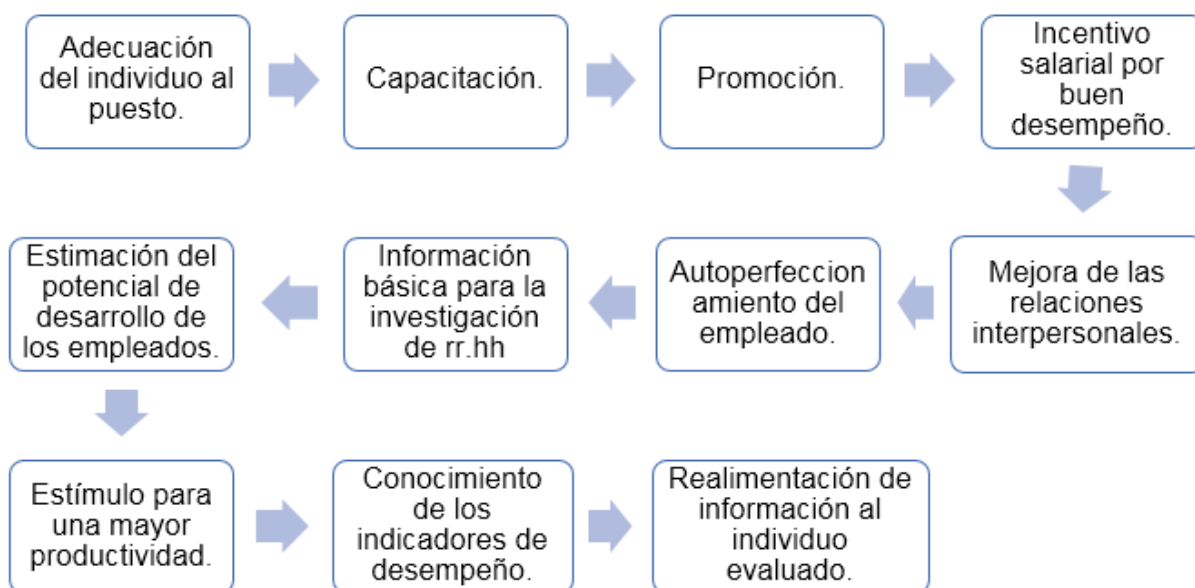 Adecuación
del individuo al
puesto.
Capacitación.
Promoción.
Incentivo
salarial por
buen
desempeño.
Mejora de las
relaciones
interpersonales.
Autoperfeccion
amiento del
empleado.
Información
básica para la
investigación
de rr.hh
Estimación del
potencial de
desarrollo de
los empleados.
Estímulo para
una mayor
productividad.
Conocimiento
de los
indicadores de
desempeño.
Realimentación de
información al
individuo
evaluado.